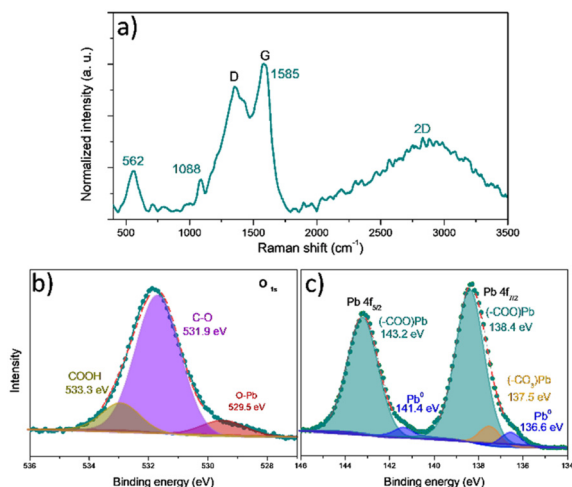 a)
D
G
1585
562
1088
2D
Normalized intensity (a. u.)
500 1000 1500 2000 2500 3000 3500
Raman shift (cm⁻¹)
b)
O 1s
C-O
531.9 eV
COOH
533.3 eV
O-Pb
529.5 eV
Intensity
536 534 532 530 528
Binding energy (eV)
c)
Pb 4f5/2
(-COO)Pb
143.2 eV
Pb 4f7/2
(-COO)Pb
138.4 eV
(-CO3)Pb
137.5 eV
Pb⁰
141.4 eV
Pb⁰
136.6 eV
146 144 142 140 138 136 134
Binding energy (eV)